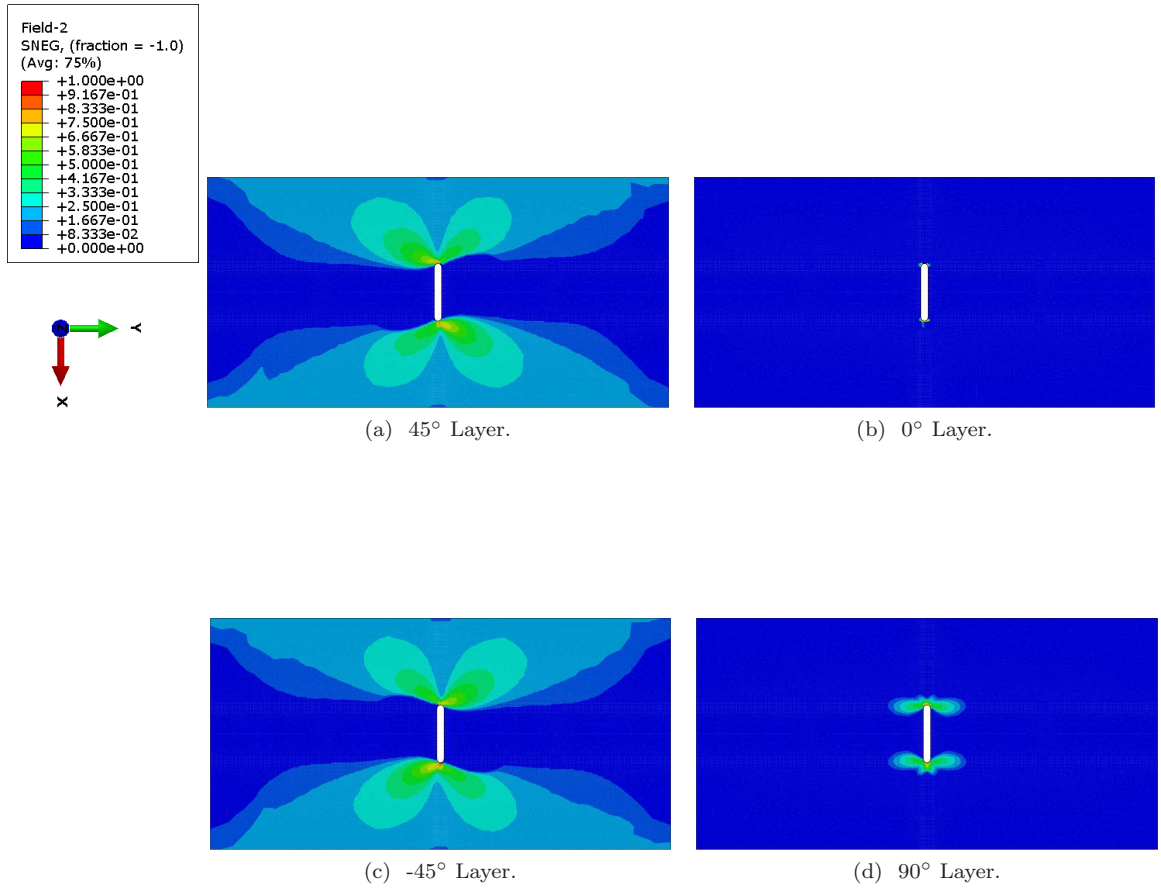 Field-2
SNEG, (fraction = -1.0)
(Avg: 75%)
+1.000e+00
+9.167e-01
+8.333e-01
+7.500e-01
+6.667e-01
+5.833e-01
+5.000e-01
+4.167e-01
+3.333e-01
+2.500e-01
+1.667e-01
+8.333e-02
+0.000e+00
Z
Y
X
(a) 45° Layer.
(b) 0° Layer.
(c) -45° Layer.
(d) 90° Layer.